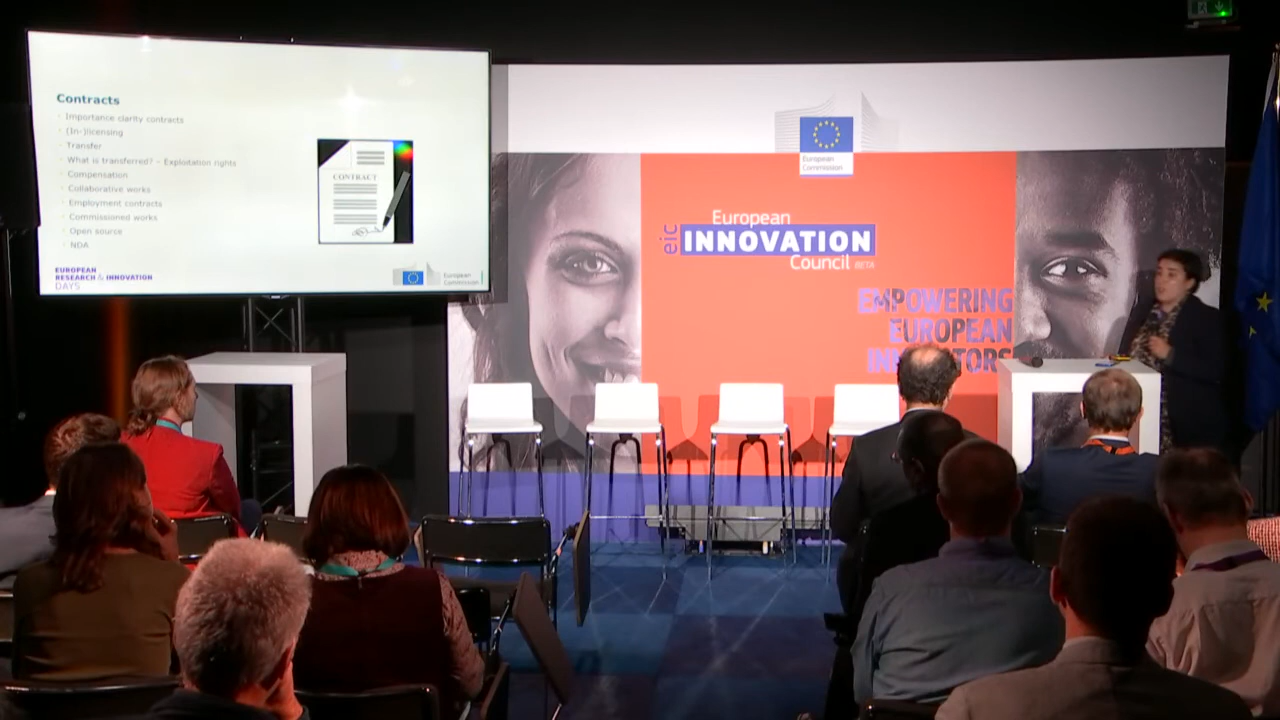 Contracts
Importance clarity contracts
(In-)licensing
Transfer
What is transferred? – Exploitation rights
Compensation
Collaborative works
Employment contracts
Commissioned works
Open source
NDA
CONTRACT
EUROPEAN
RESEARCH & INNOVATION
DAYS
European
Commission
European
Commission
eic
European
INNOVATION
Council BETA
EMPOWERING
EUROPEAN